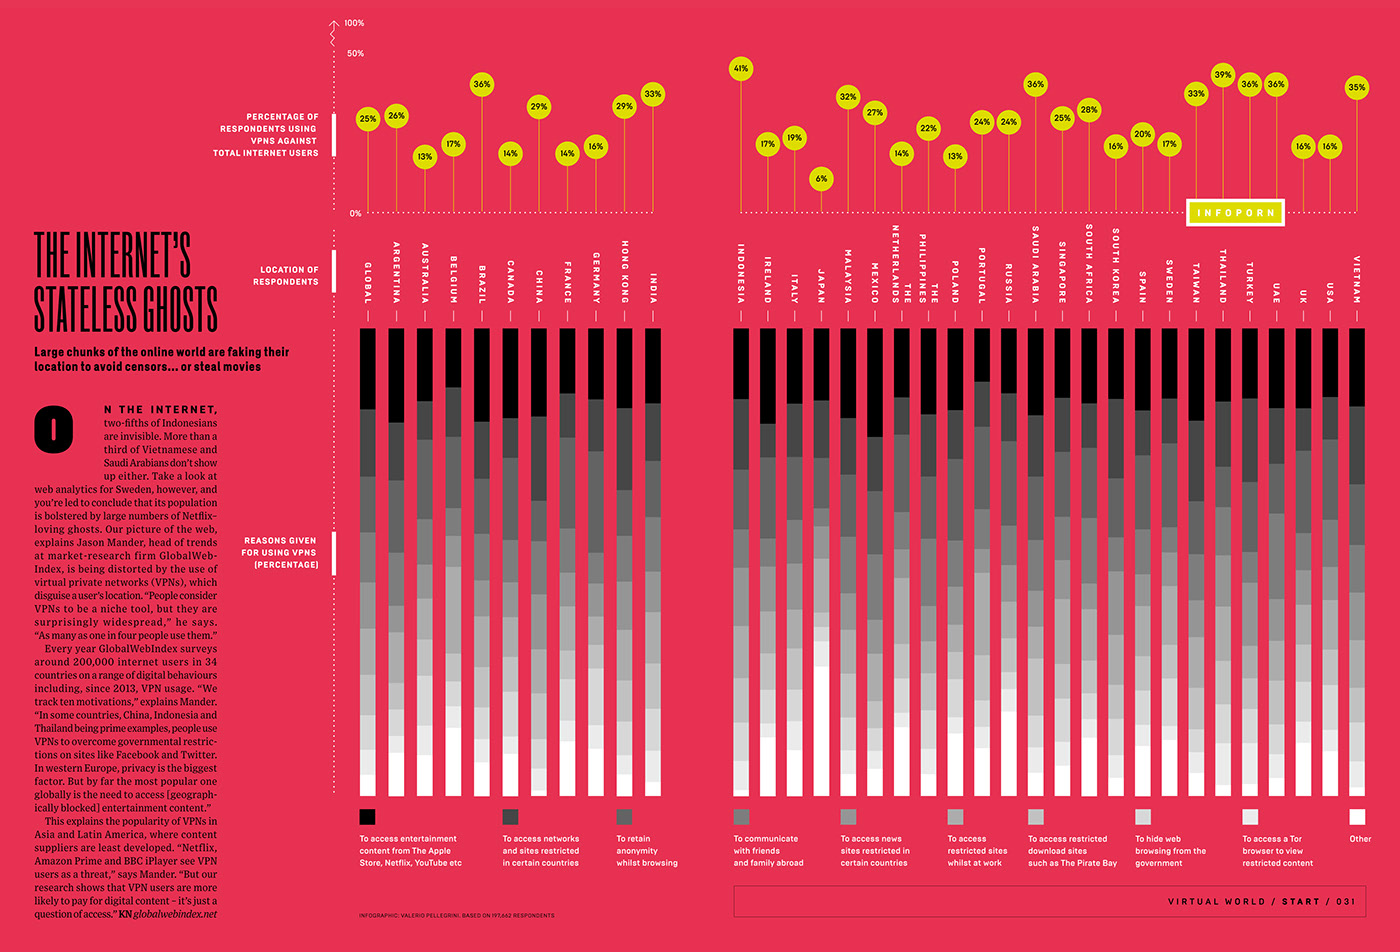 100%
50%
PERCENTAGE OF
RESPONDENTS USING
VPNS AGAINST
TOTAL INTERNET USERS
0%
25%
26%
13%
17%
36%
14%
29%
14%
16%
29%
33%
41%
17%
19%
6%
32%
27%
14%
22%
13%
24%
24%
36%
25%
28%
16%
20%
17%
33%
39%
36%
36%
16%
16%
35%
INFOPORN
LOCATION OF
RESPONDENTS
GLOBAL
ARGENTINA
AUSTRALIA
BELGIUM
BRAZIL
CANADA
CHINA
FRANCE
GERMANY
HONG KONG
INDIA
INDONESIA
IRELAND
ITALY
JAPAN
MALAYSIA
MEXICO
THE
NETHERLANDS
THE
PHILIPPINES
POLAND
PORTUGAL
RUSSIA
SAUDI ARABIA
SINGAPORE
SOUTH AFRICA
SOUTH KOREA
SPAIN
SWEDEN
TAIWAN
THAILAND
TURKEY
UAE
UK
USA
VIETNAM
THE INTERNET'S
STATELESS GHOSTS
Large chunks of the online world are faking their
location to avoid censors... or steal movies
ON THE INTERNET,
two-fifths of Indonesians
are invisible. More than a
third of Vietnamese and
Saudi Arabians don't show
up either. Take a look at
web analytics for Sweden, however, and
you're led to conclude that its population
is bolstered by large numbers of Netflix-
loving ghosts. Our picture of the web,
explains Jason Mander, head of trends
at market-research firm GlobalWeb-
Index, is being distorted by the use of
virtual private networks (VPNs), which
disguise a user's location. "People consider
VPNs to be a niche tool, but they are
surprisingly widespread," he says.
"As many as one in four people use them."
Every year GlobalWebIndex surveys
around 200,000 internet users in 34
countries on a range of digital behaviours
including, since 2013, VPN usage. "We
track ten motivations," explains Mander.
"In some countries, China, Indonesia and
Thailand being prime examples, people use
VPNs to overcome governmental restric-
tions on sites like Facebook and Twitter.
In western Europe, privacy is the biggest
factor. But by far the most popular one
globally is the need to access [geograph-
ically blocked] entertainment content."
This explains the popularity of VPNs in
Asia and Latin America, where content
suppliers are least developed. "Netflix,
Amazon Prime and BBC iPlayer see VPN
users as a threat," says Mander. "But our
research shows that VPN users are more
likely to pay for digital content – it's just a
question of access." KN globalwebindex.net
REASONS GIVEN
FOR USING VPNS
(PERCENTAGE)
To access entertainment
content from The Apple
Store, Netflix, YouTube etc
To access networks
and sites restricted
in certain countries
To retain
anonymity
whilst browsing
To communicate
with friends
and family abroad
To access news
sites restricted in
certain countries
To access
restricted sites
whilst at work
To access restricted
download sites
such as The Pirate Bay
To hide web
browsing from the
government
To access a Tor
browser to view
restricted content
Other
INFOGRAPHIC: VALERIO PELLEGRINI. BASED ON 197,662 RESPONDENTS
VIRTUAL WORLD / START / 031